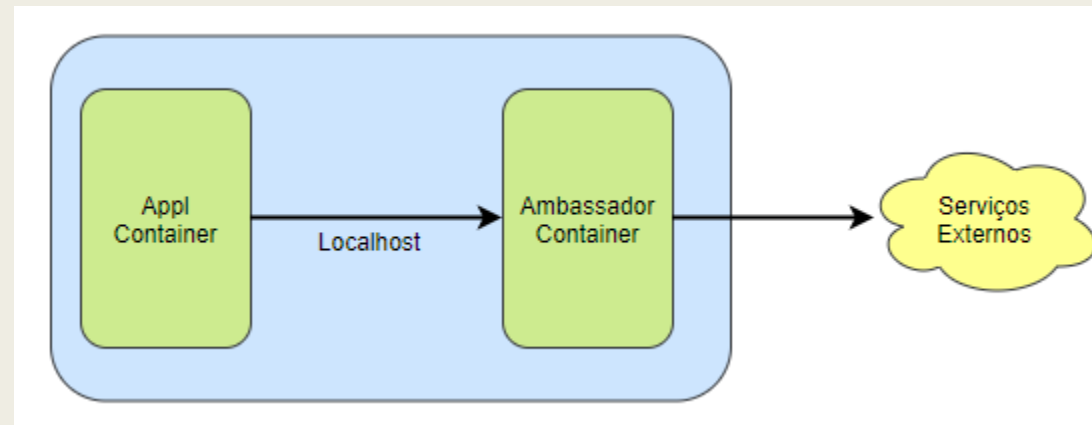 Appl
Container
Localhost
Ambassador
Container
Serviços
Externos